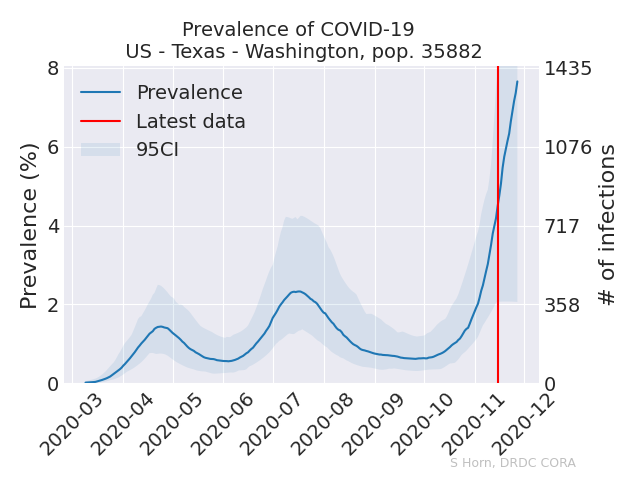 Prevalence of COVID-19
US - Texas - Washington, pop. 35882
Prevalence (%)
8
6
4
2
0
Prevalence
Latest data
95CI
1435
1076
717
358
0
# of infections
2020-03
2020-04
2020-05
2020-06
2020-07
2020-08
2020-09
2020-10
2020-11
2020-12
S Horn, DRDC CORA